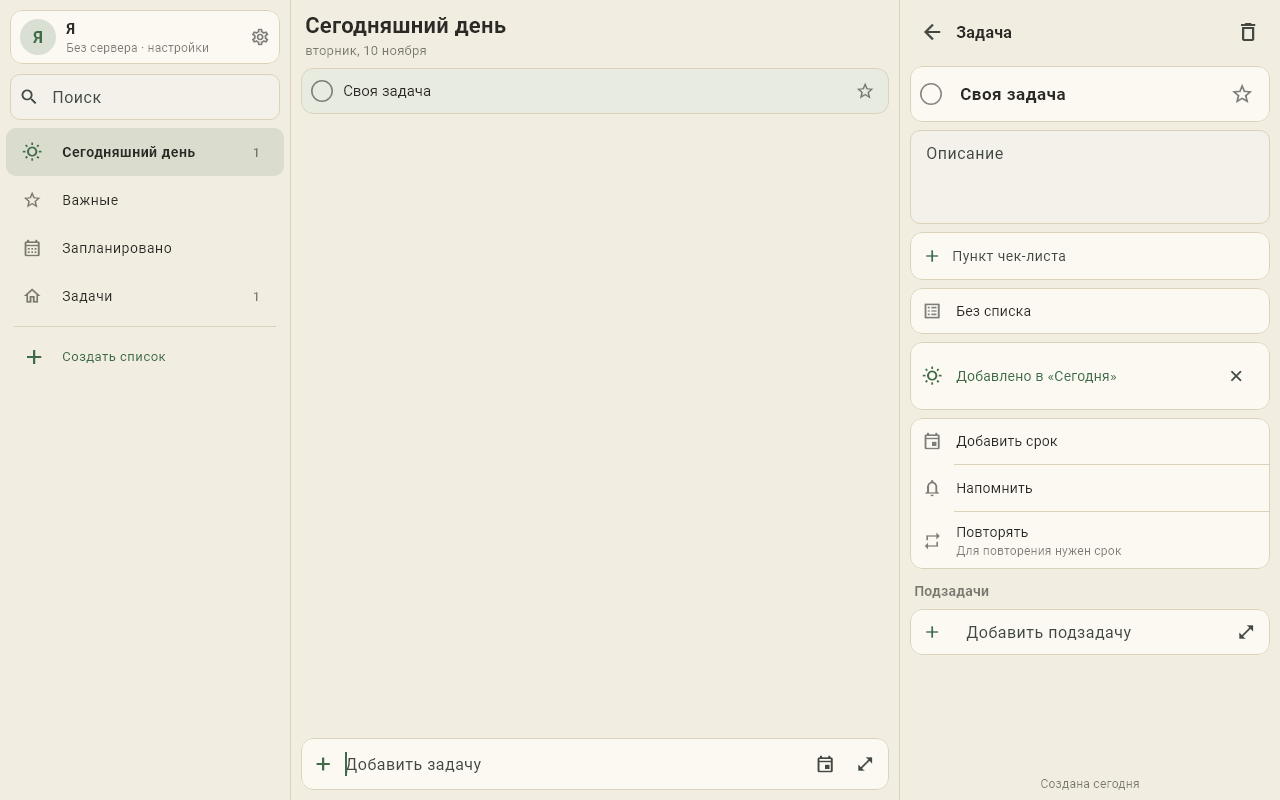 Я
Я
Без сервера · настройки
Поиск
Сегодняшний день 1
Важные
Запланировано
Задачи 1
Создать список
Сегодняшний день
вторник, 10 ноября
Своя задача
Добавить задачу
Задача
Своя задача
Описание
Пункт чек-листа
Без списка
Добавлено в «Сегодня»
Добавить срок
Напомнить
Повторять
Для повторения нужен срок
Подзадачи
Добавить подзадачу
Создана сегодня